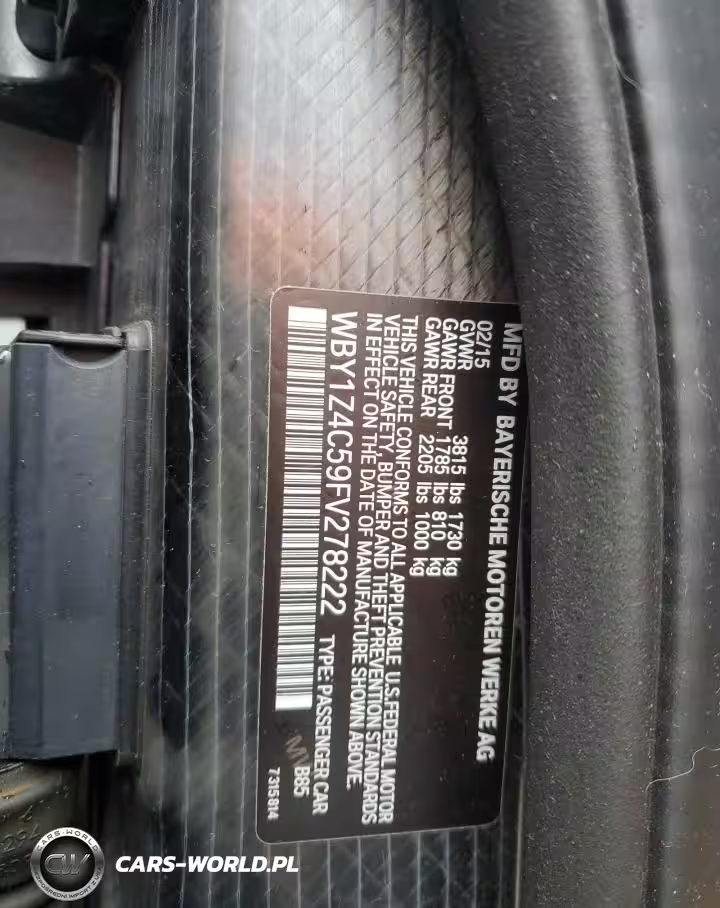 MFD BY BAYERISCHE MOTOREN WERKE AG
02/15
GVWR 3815 lbs 1730 kg
GAWR FRONT 1785 lbs 810 kg
GAWR REAR 2205 lbs 1000 kg
THIS VEHICLE CONFORMS TO ALL APPLICABLE U.S.FEDERAL MOTOR
VEHICLE SAFETY, BUMPER AND THEFT PREVENTION STANDARDS
IN EFFECT ON THE DATE OF MANUFACTURE SHOWN ABOVE.
WBY1Z4C59FV278222 TYPE: PASSENGER CAR
B85
7315814
CARS-WORLD
CW
CARS-WORLD.PL